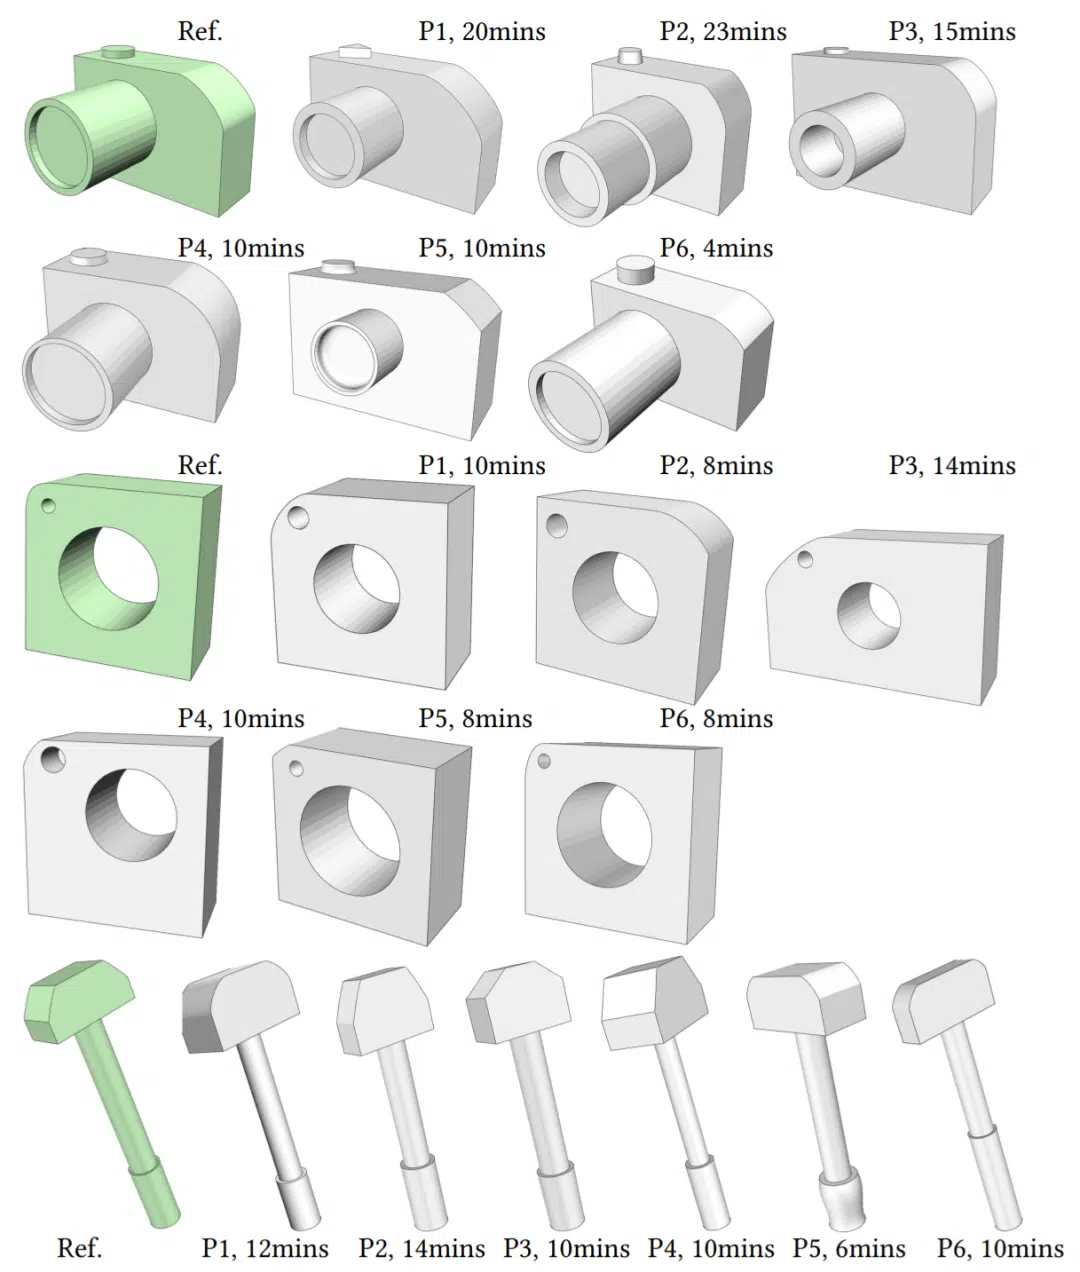 Ref. P1, 20mins P2, 23mins P3, 15mins
P4, 10mins P5, 10mins P6, 4mins
Ref. P1, 10mins P2, 8mins P3, 14mins
P4, 10mins P5, 8mins P6, 8mins
Ref. P1, 12mins P2, 14mins P3, 10mins P4, 10mins P5, 6mins P6, 10mins